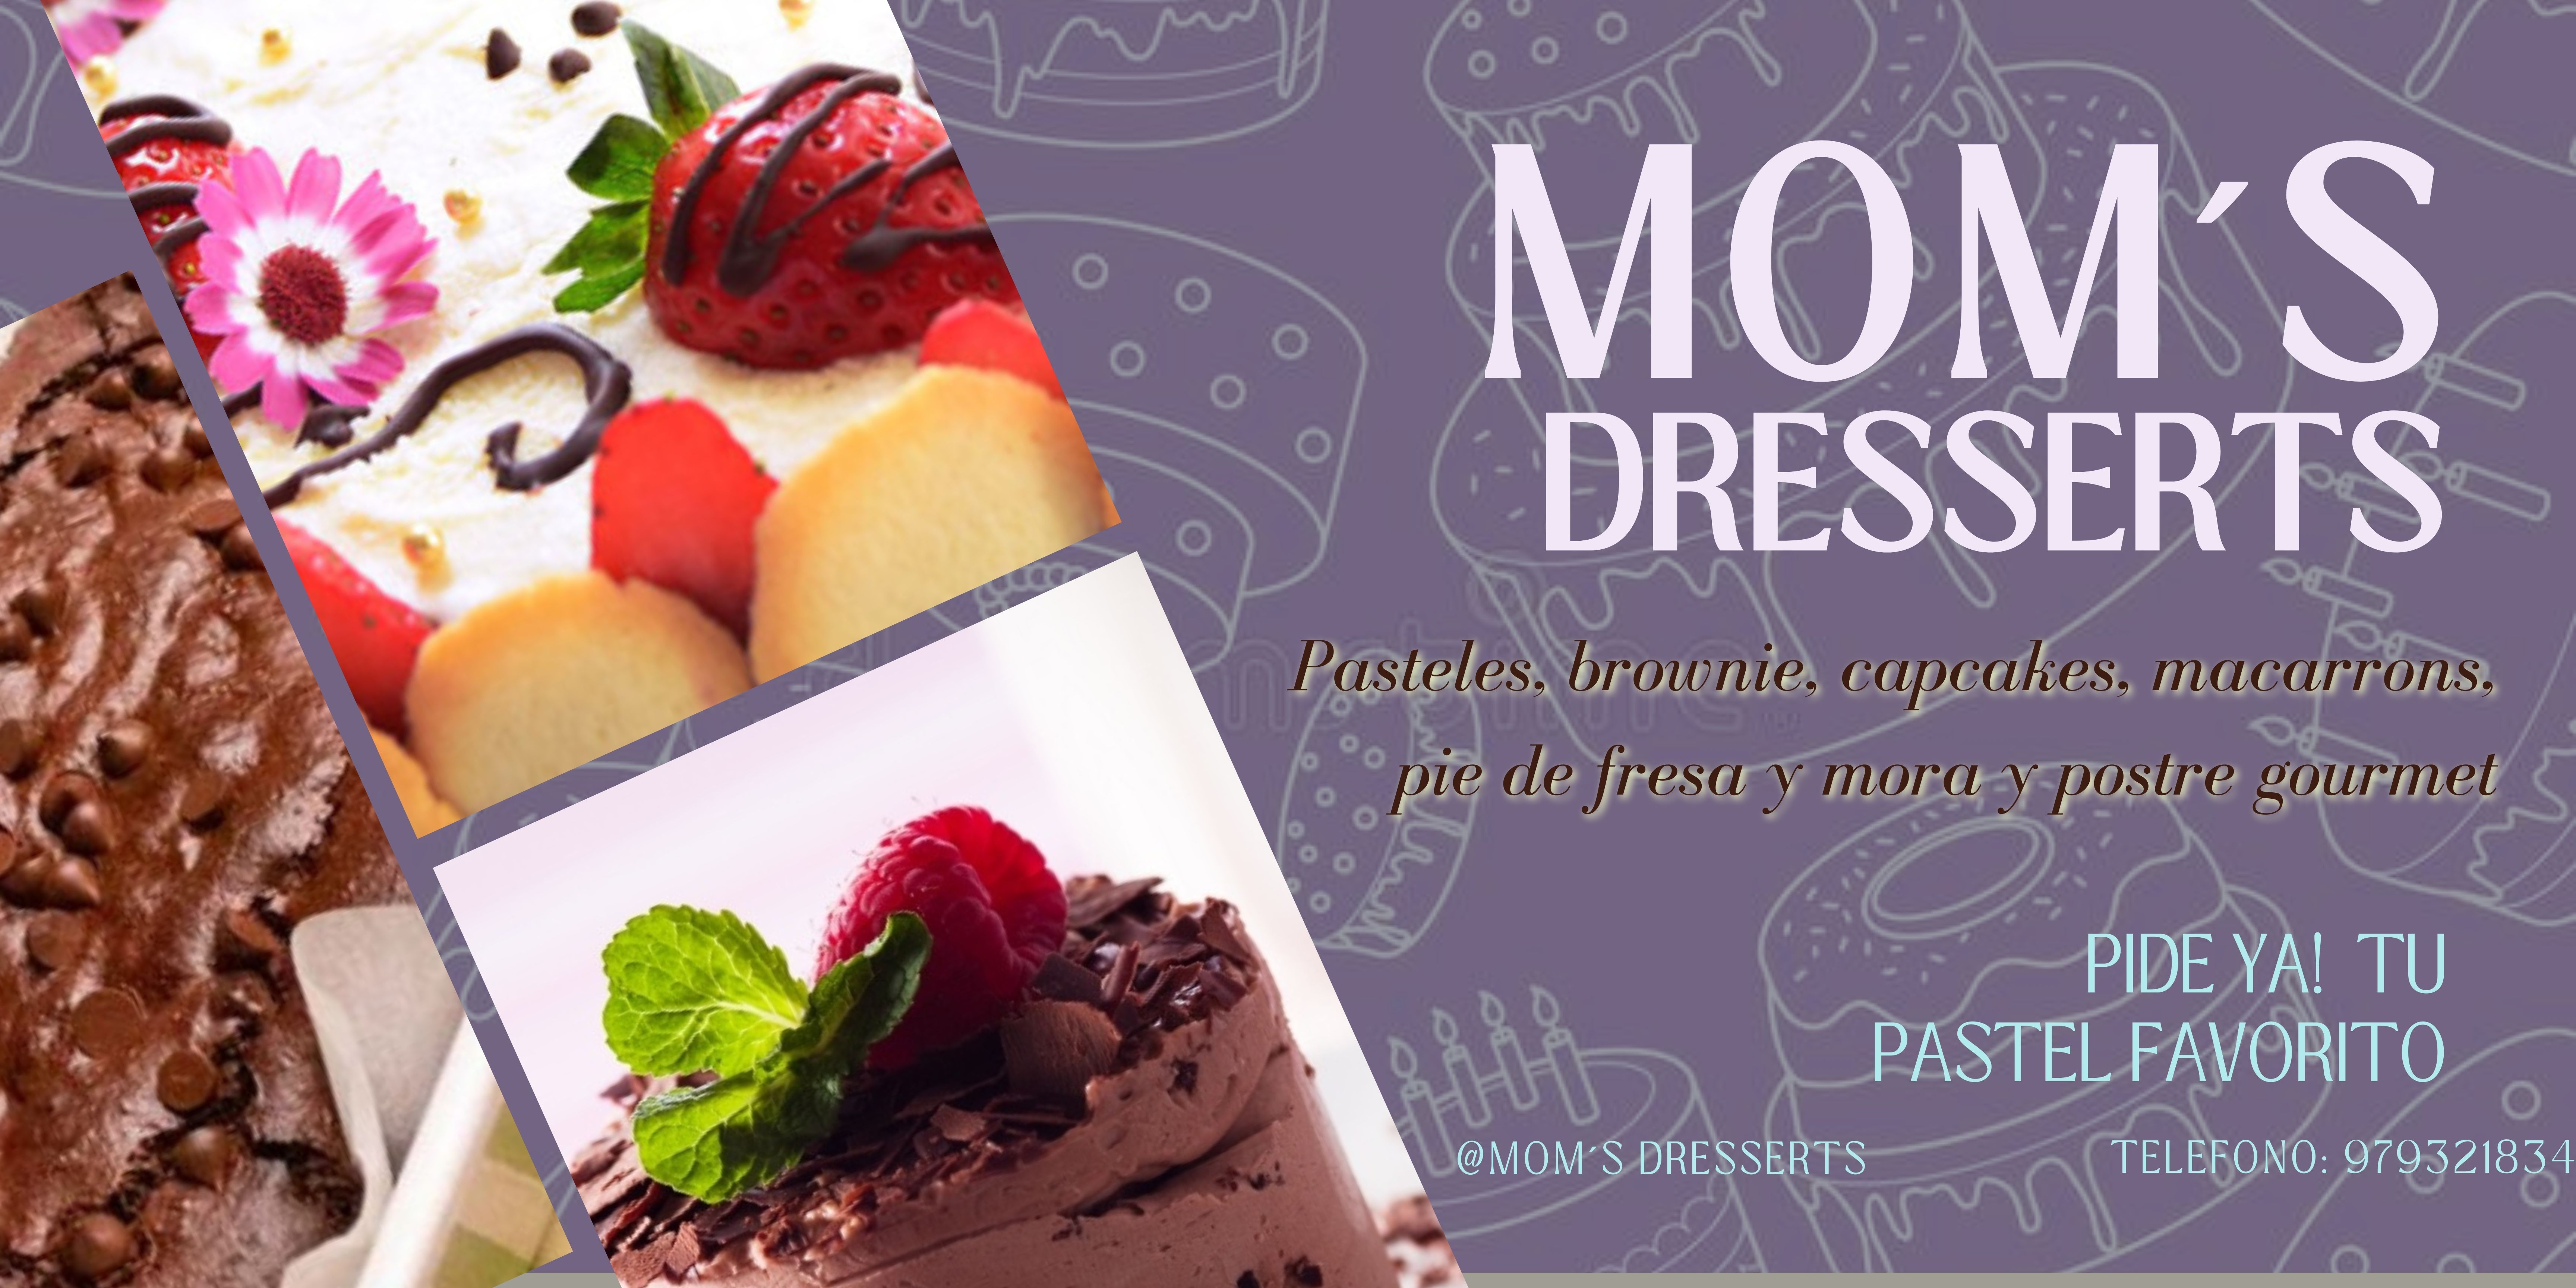 MOM´S
DRESSERTS
Pasteles, brownie, capcakes, macarrons,
pie de fresa y mora y postre gourmet
PIDE YA! TU
PASTEL FAVORITO
@MOM´S DRESSERTS
TELEFONO: 979321834